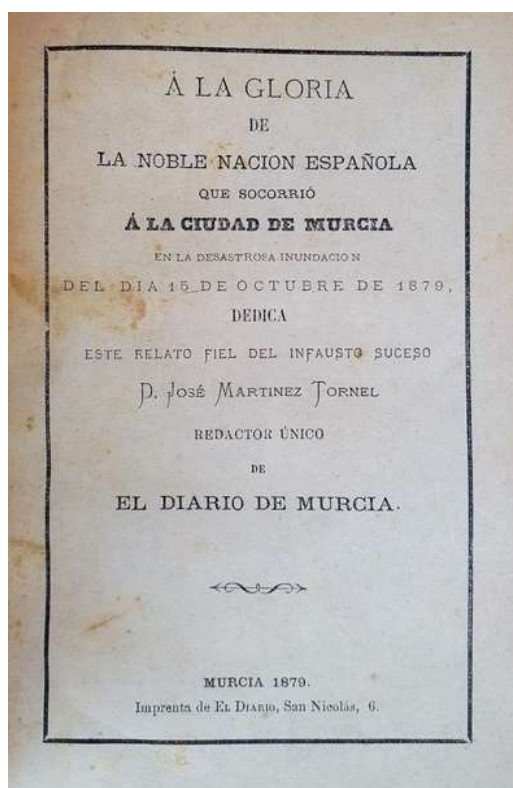 Á LA GLORIA
DE
LA NOBLE NACION ESPAÑOLA
QUE SOCORRIÓ
Á LA CIUDAD DE MURCIA
EN LA DESASTROSA INUNDACION
DEL DIA 15 DE OCTUBRE DE 1879,
DEDICA
ESTE RELATO FIEL DEL INFAUSTO SUCESO
D. JOSÉ MARTINEZ TORNEL
REDACTOR ÚNICO
DE
EL DIARIO DE MURCIA.
MURCIA 1879.
Imprenta de EL DIARIO, San Nicolás, 6.